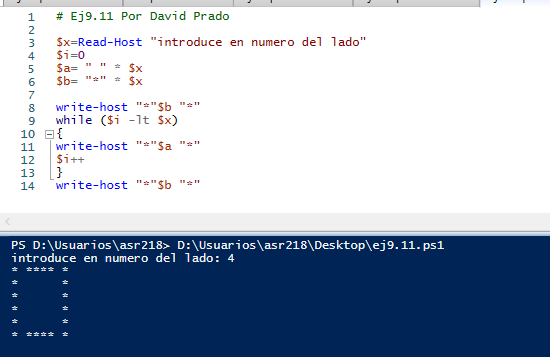 1 # Ej9.11 Por David Prado
2
3 $x=Read-Host "introduce en numero del lado"
4 $i=0
5 $a= " " * $x
6 $b= "*" * $x
7
8 write-host "*"$b "*"
9 while ($i -lt $x)
10 {
11 write-host "*"$a "*"
12 $i++
13 }
14 write-host "*"$b "*"
PS D:\Usuarios\asr218> D:\Usuarios\asr218\Desktop\ej9.11.ps1
introduce en numero del lado: 4
* **** *
*      *
*      *
*      *
*      *
* **** *